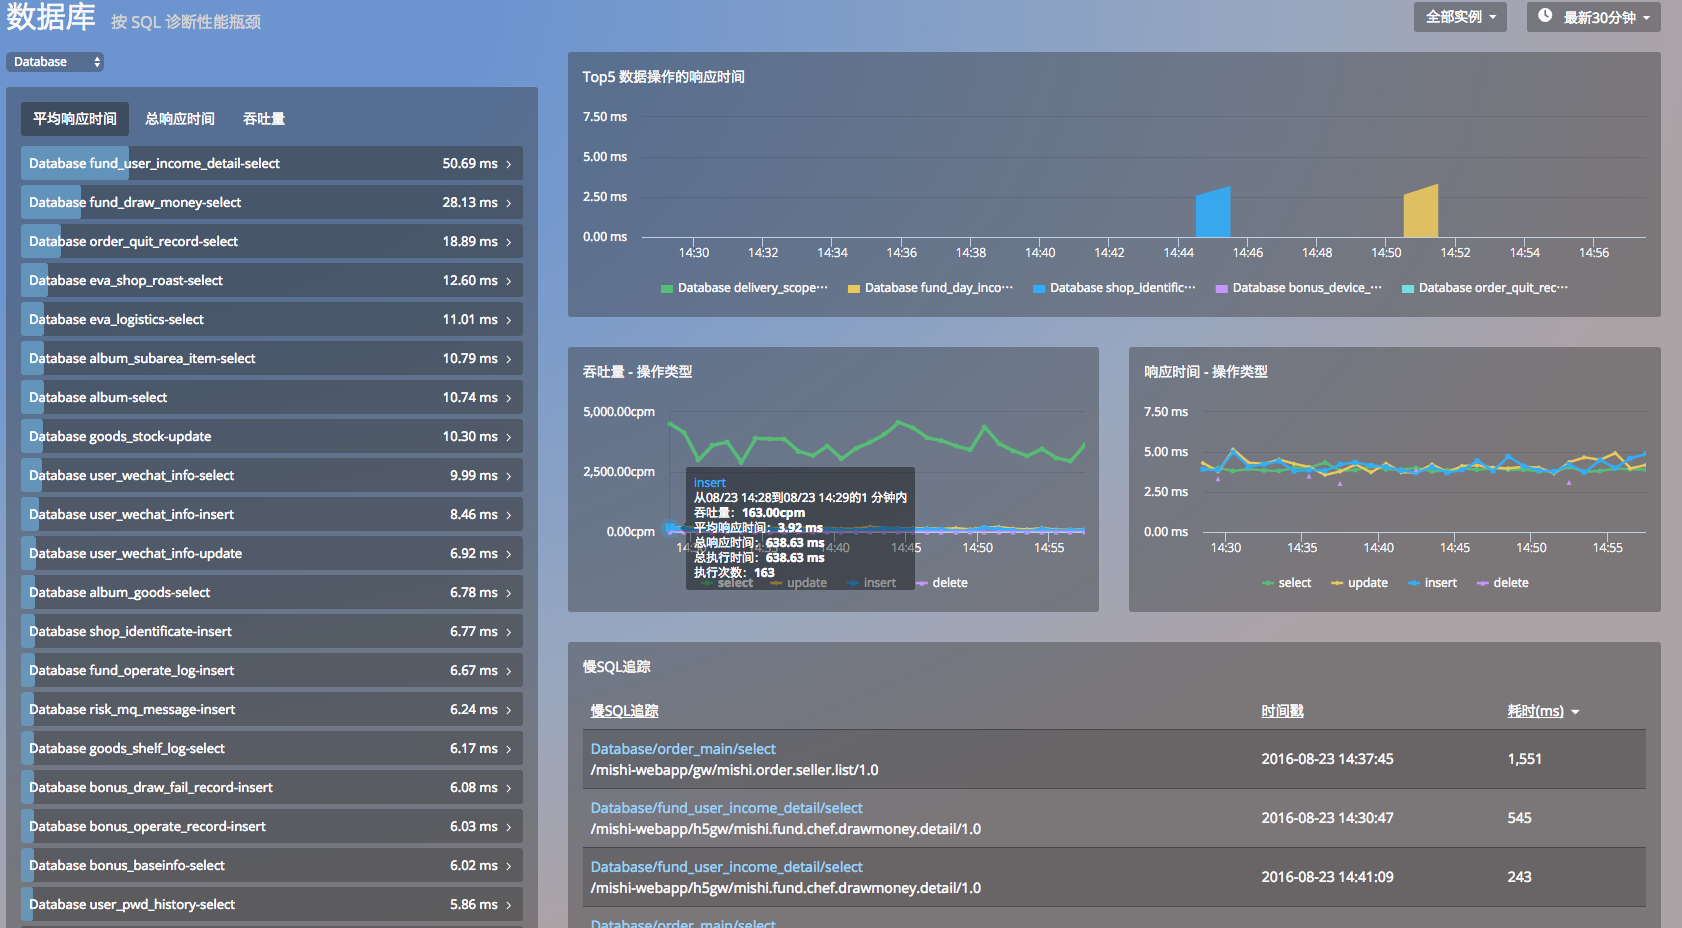 数据库 按 SQL 诊断性能瓶颈
全部实例
最新30分钟
Database
平均响应时间 总响应时间 吞吐量
Database fund_user_income_detail-select 50.69 ms
Database fund_draw_money-select 28.13 ms
Database order_quit_record-select 18.89 ms
Database eva_shop_roast-select 12.60 ms
Database eva_logistics-select 11.01 ms
Database album_subarea_item-select 10.79 ms
Database album-select 10.74 ms
Database goods_stock-update 10.30 ms
Database user_wechat_info-select 9.99 ms
Database user_wechat_info-insert 8.46 ms
Database user_wechat_info-update 6.92 ms
Database album_goods-select 6.78 ms
Database shop_identificate-insert 6.77 ms
Database fund_operate_log-insert 6.67 ms
Database risk_mq_message-insert 6.24 ms
Database goods_shelf_log-select 6.17 ms
Database bonus_draw_fail_record-insert 6.08 ms
Database bonus_operate_record-insert 6.03 ms
Database bonus_baseinfo-select 6.02 ms
Database user_pwd_history-select 5.86 ms
Top5 数据操作的响应时间
7.50 ms
5.00 ms
2.50 ms
0.00 ms
14:30 14:32 14:34 14:36 14:38 14:40 14:42 14:44 14:46 14:48 14:50 14:52 14:54 14:56
Database delivery_scope… Database fund_day_inco… Database shop_identific… Database bonus_device_… Database order_quit_rec…
吞吐量 - 操作类型
5,000.00cpm
2,500.00cpm
0.00cpm
insert
从08/23 14:28到08/23 14:29的1 分钟内
吞吐量：163.00cpm
平均响应时间：3.92 ms
总响应时间：638.63 ms
总执行时间：638.63 ms
执行次数：163
14:30 14:35 14:40 14:45 14:50 14:55
select update insert delete
响应时间 - 操作类型
7.50 ms
5.00 ms
2.50 ms
0.00 ms
14:30 14:35 14:40 14:45 14:50 14:55
select update insert delete
慢SQL追踪
慢SQL追踪 时间戳 耗时(ms)
Database/order_main/select
/mishi-webapp/gw/mishi.order.seller.list/1.0
2016-08-23 14:37:45 1,551
Database/fund_user_income_detail/select
/mishi-webapp/h5gw/mishi.fund.chef.drawmoney.detail/1.0
2016-08-23 14:30:47 545
Database/fund_user_income_detail/select
/mishi-webapp/h5gw/mishi.fund.chef.drawmoney.detail/1.0
2016-08-23 14:41:09 243
Database/order_main/select